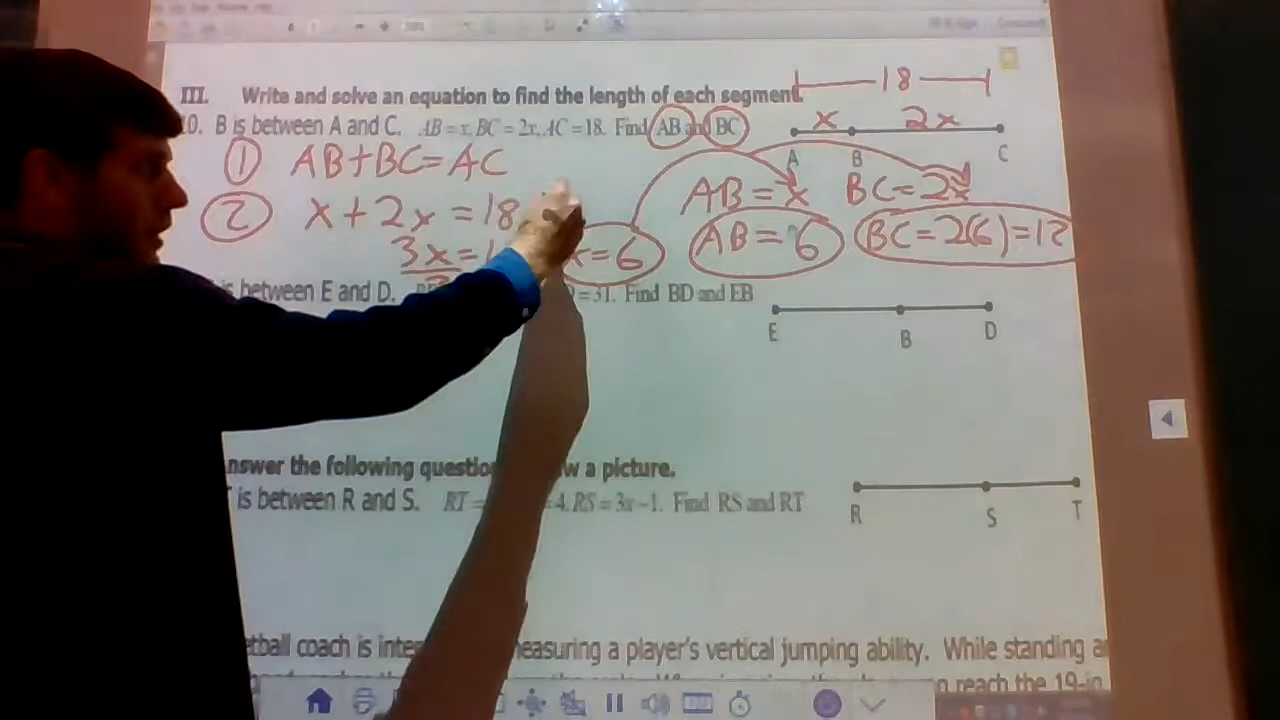 III. Write and solve an equation to find the length of each segment.
18
10. B is between A and C. AB = x, BC = 2x, AC = 18. Find AB and BC
x 2x
A B C
① AB+BC=AC
AB = x BC = 2x
② x + 2x = 18
AB = 6 BC = 2(6) = 12
3x = x = 6
is between E and D. = 31. Find BD and EB
E B D
nswer the following w a picture.
is between R and S. RT = 4, RS = 3x − 1. Find RS and RT
R S T
coach is measuring a player's vertical jumping ability. While standing
reach the 19-in